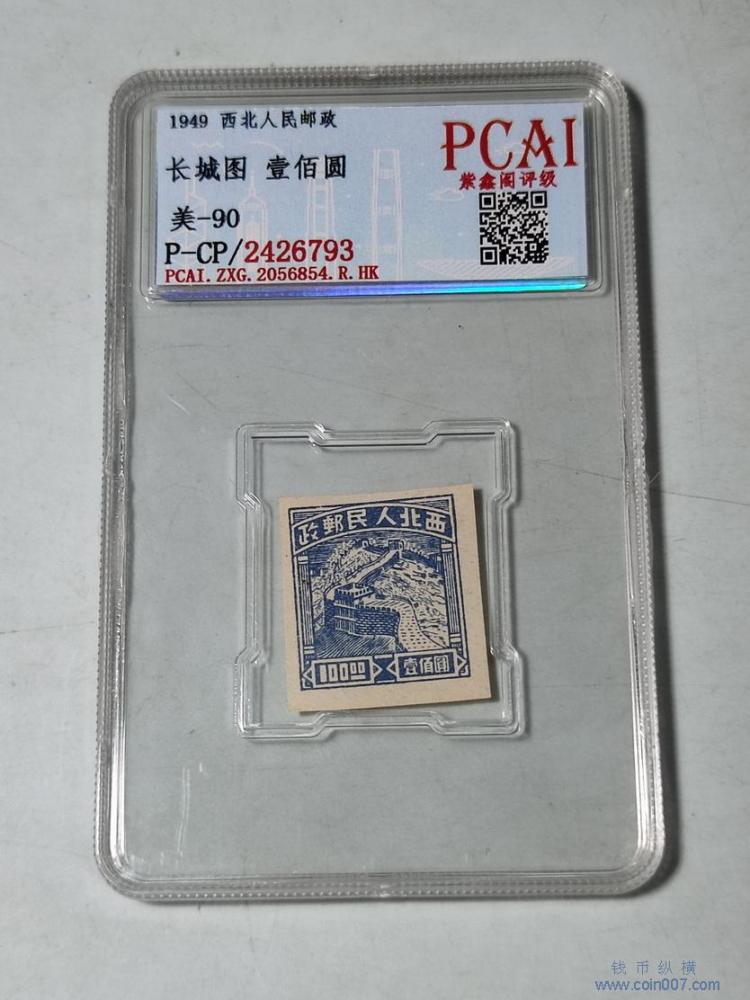 1949 西北人民邮政
长城图 壹佰圆
美-90
P-CP/2426793
PCAI.ZXG.2056854.R.HK
PCAI
紫鑫阁评级
政郵民人北西
100.00
壹佰圓
钱币纵横
www.coin007.com